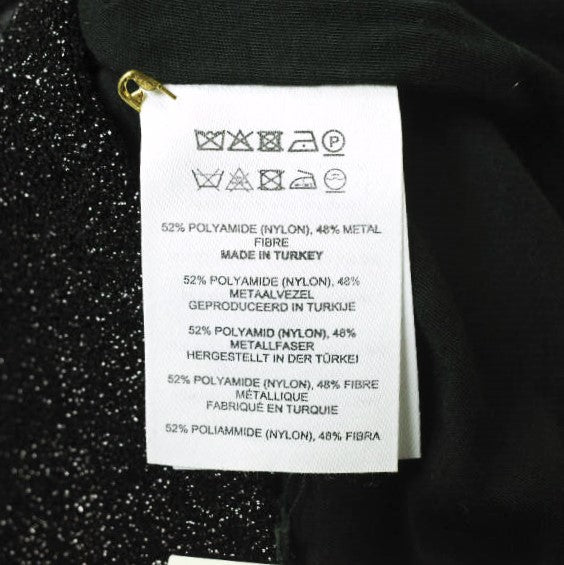 P
52% POLYAMIDE (NYLON), 48% METAL
FIBRE
MADE IN TURKEY
52% POLYAMIDE (NYLON), 48%
METAALVEZEL
GEPRODUCEERD IN TURKIJE
52% POLYAMID (NYLON), 48%
METALLFASER
HERGESTELLT IN DER TÜRKEI
52% POLYAMIDE (NYLON), 48% FIBRE
MÉTALLIQUE
FABRIQUÉ EN TURQUIE
52% POLIAMMIDE (NYLON), 48% FIBRA